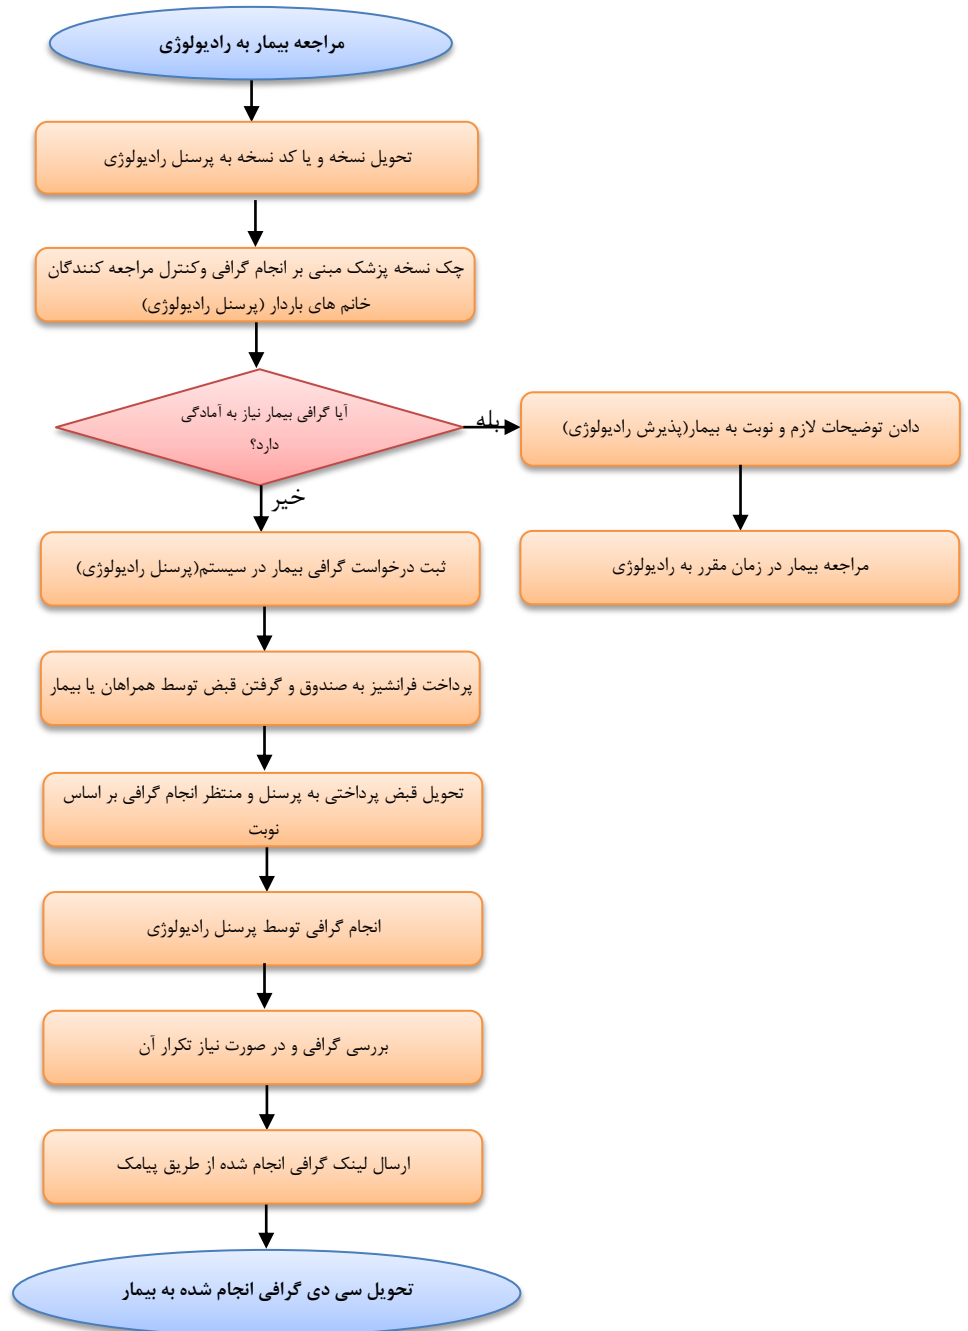 مراجعه بیمار به رادیولوژی
تحویل نسخه و یا کد نسخه به پرسنل رادیولوژی
چک نسخه پزشک مبنی بر انجام گرافی وکنترل مراجعه کنندگان
خانم های باردار (پرسنل رادیولوژی)
آیا گرافی بیمار نیاز به آمادگی
دارد؟
بله
دادن توضیحات لازم و نوبت به بیمار(پذیرش رادیولوژی)
مراجعه بیمار در زمان مقرر به رادیولوژی
خیر
ثبت درخواست گرافی بیمار در سیستم(پرسنل رادیولوژی)
پرداخت فرانشیز به صندوق و گرفتن قبض توسط همراهان یا بیمار
تحویل قبض پرداختی به پرسنل و منتظر انجام گرافی بر اساس
نوبت
انجام گرافی توسط پرسنل رادیولوژی
بررسی گرافی و در صورت نیاز تکرار آن
ارسال لینک گرافی انجام شده از طریق پیامک
تحویل سی دی گرافی انجام شده به بیمار